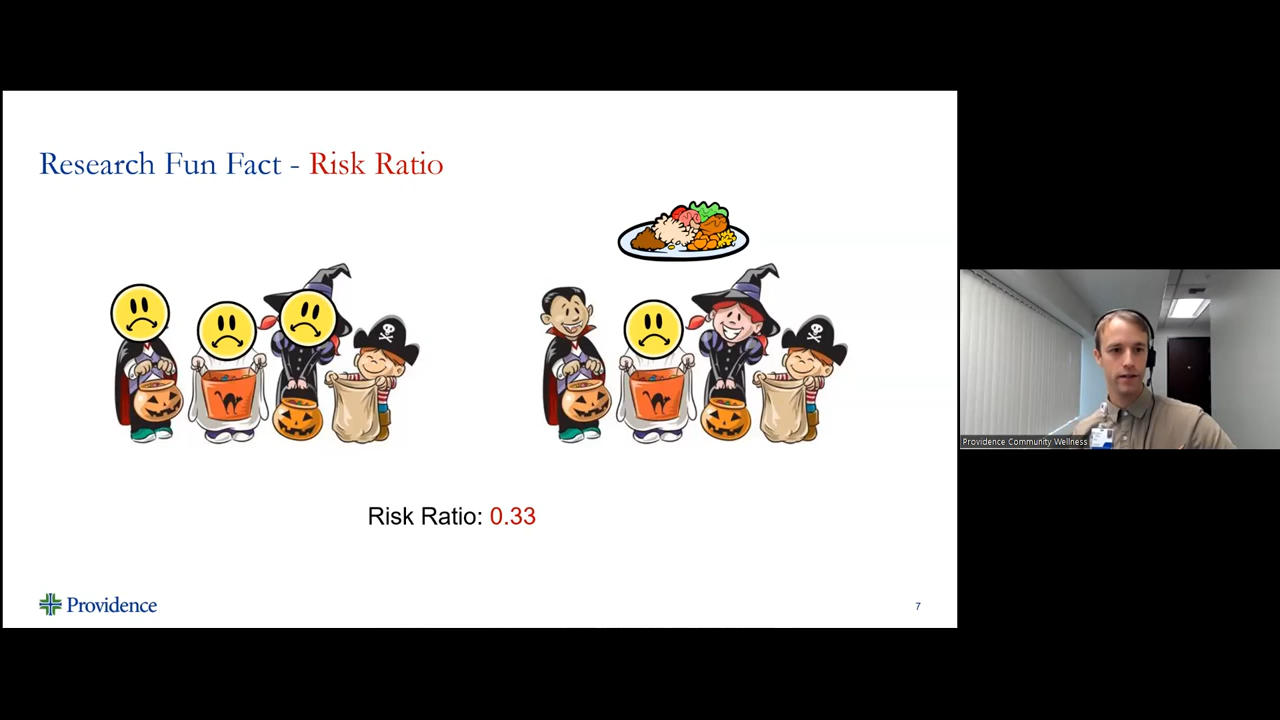 Research Fun Fact - Risk Ratio
Risk Ratio: 0.33
Providence
7
Providence Community Wellness